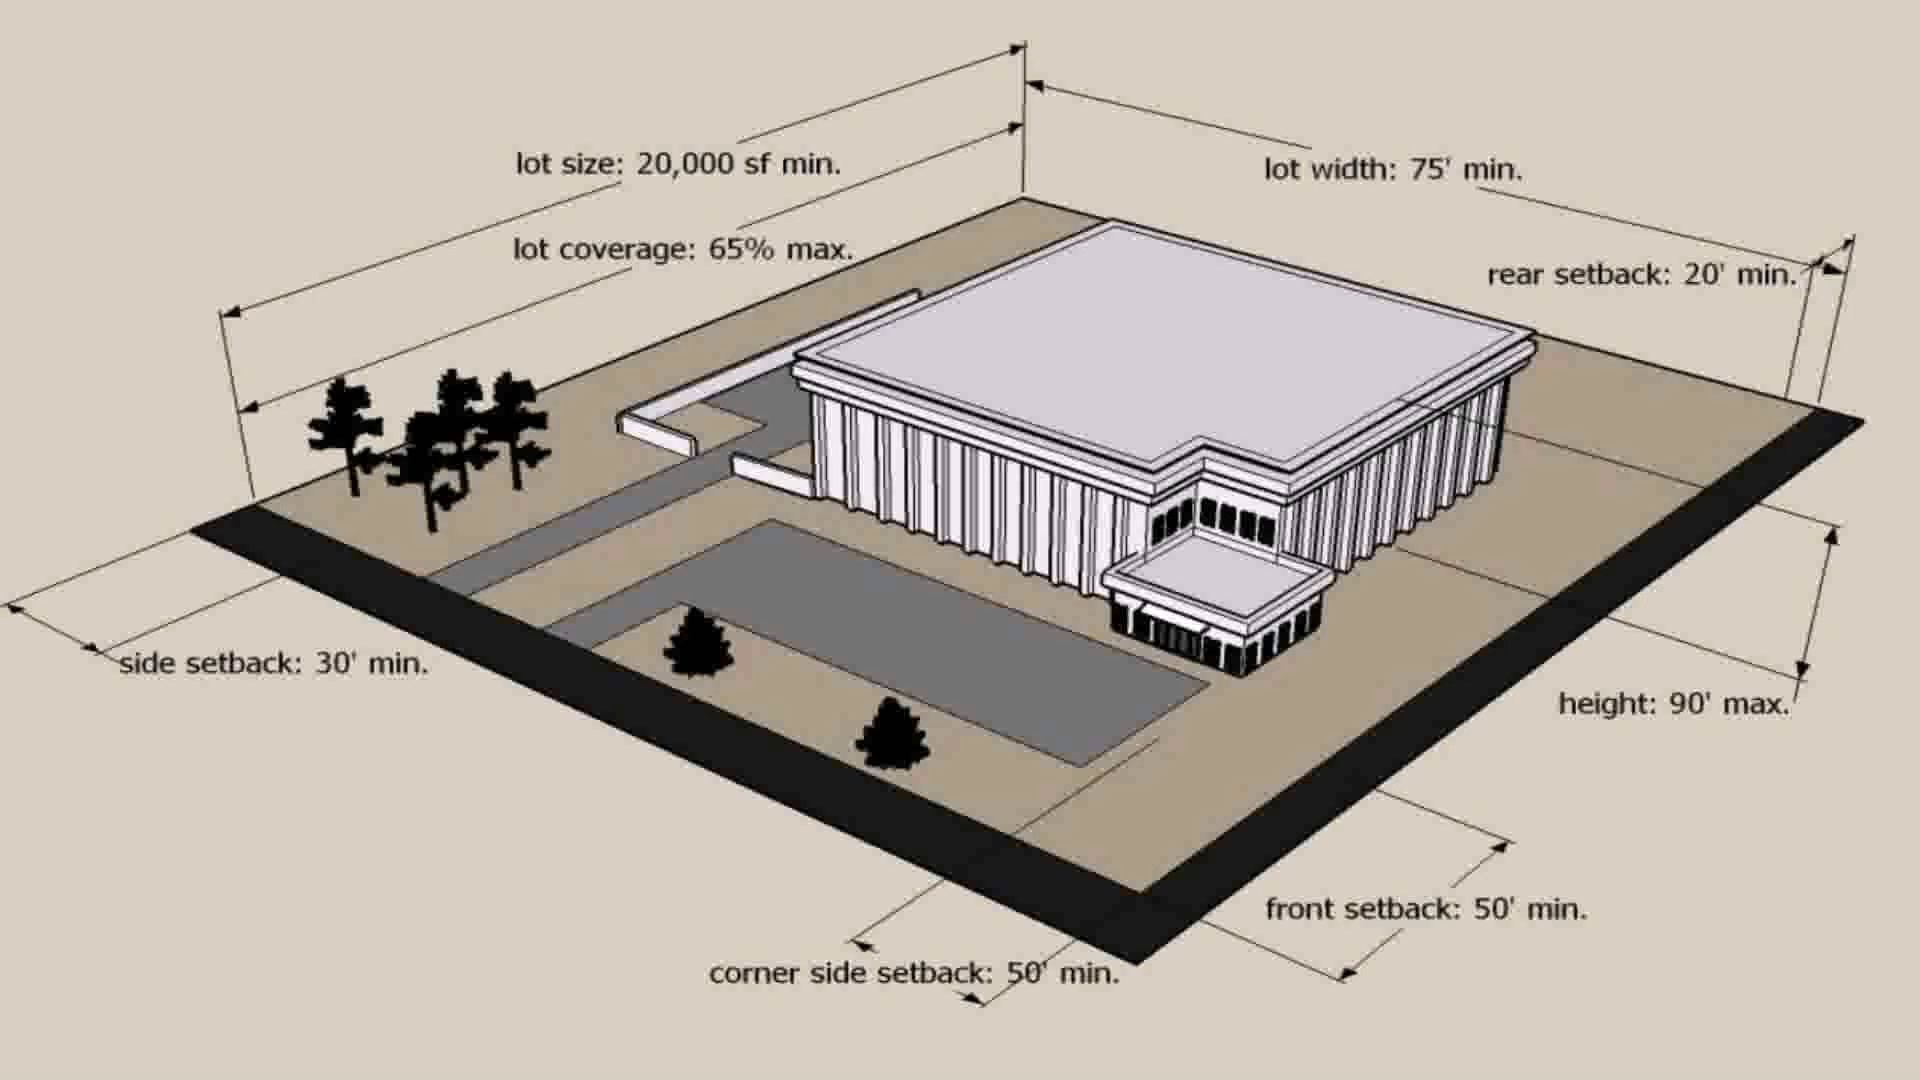 lot size: 20,000 sf min.
lot width: 75' min.
lot coverage: 65% max.
rear setback: 20' min.
side setback: 30' min.
height: 90' max.
front setback: 50' min.
corner side setback: 50' min.